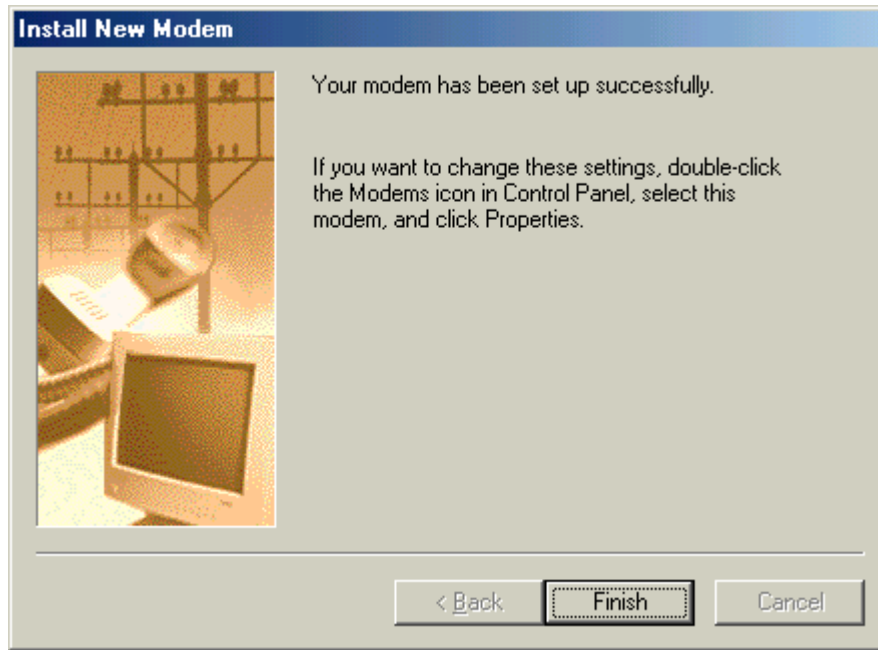 Install New Modem
Your modem has been set up successfully.
If you want to change these settings, double-click
the Modems icon in Control Panel, select this
modem, and click Properties.
< Back Finish Cancel